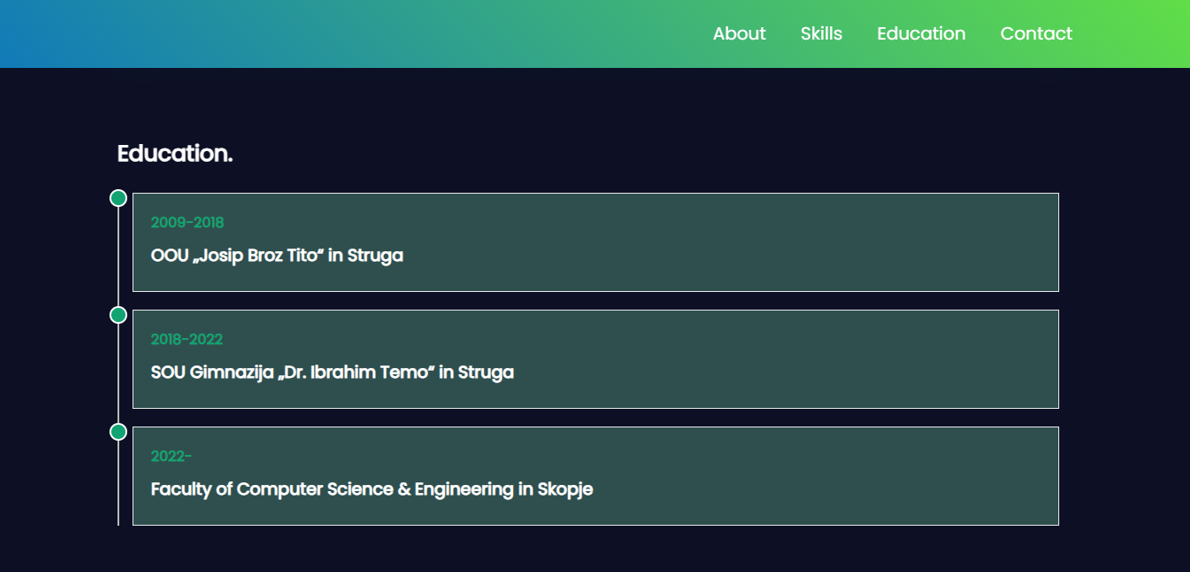 About Skills Education Contact
Education.
2009-2018
OOU „Josip Broz Tito“ in Struga
2018-2022
SOU Gimnazija „Dr. Ibrahim Temo“ in Struga
2022-
Faculty of Computer Science & Engineering in Skopje